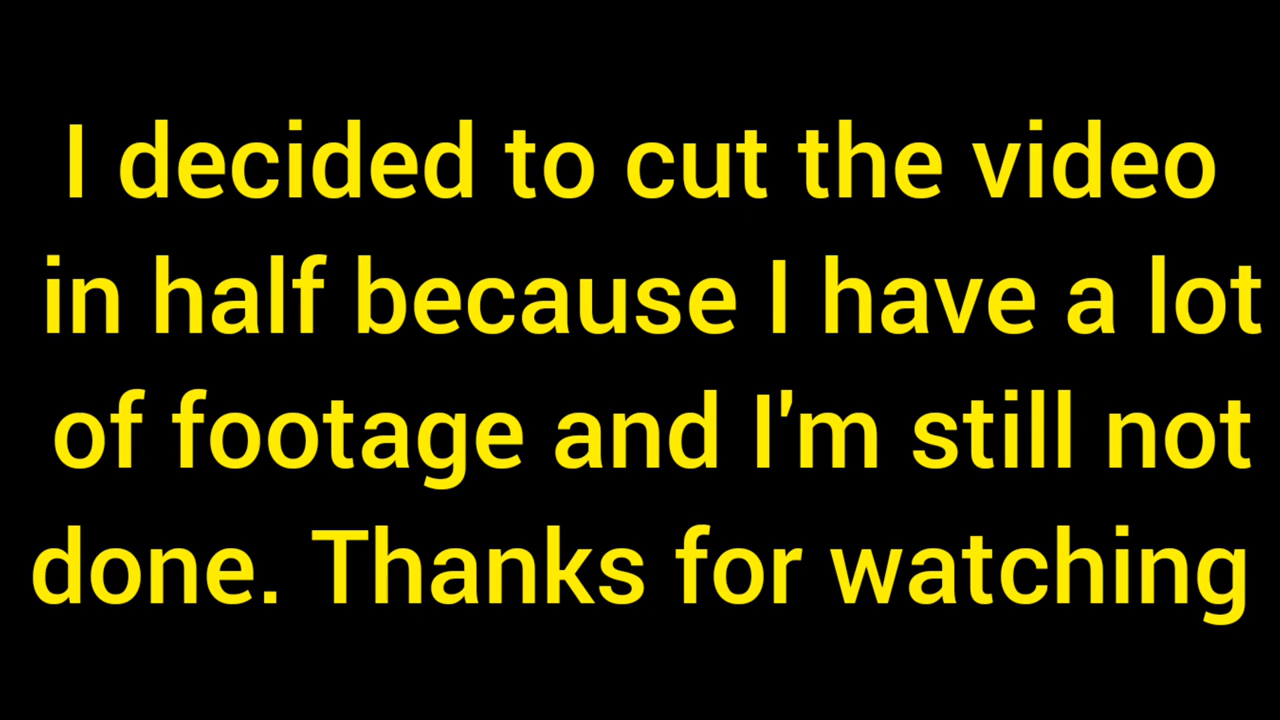 I decided to cut the video
in half because I have a lot
of footage and I'm still not
done. Thanks for watching